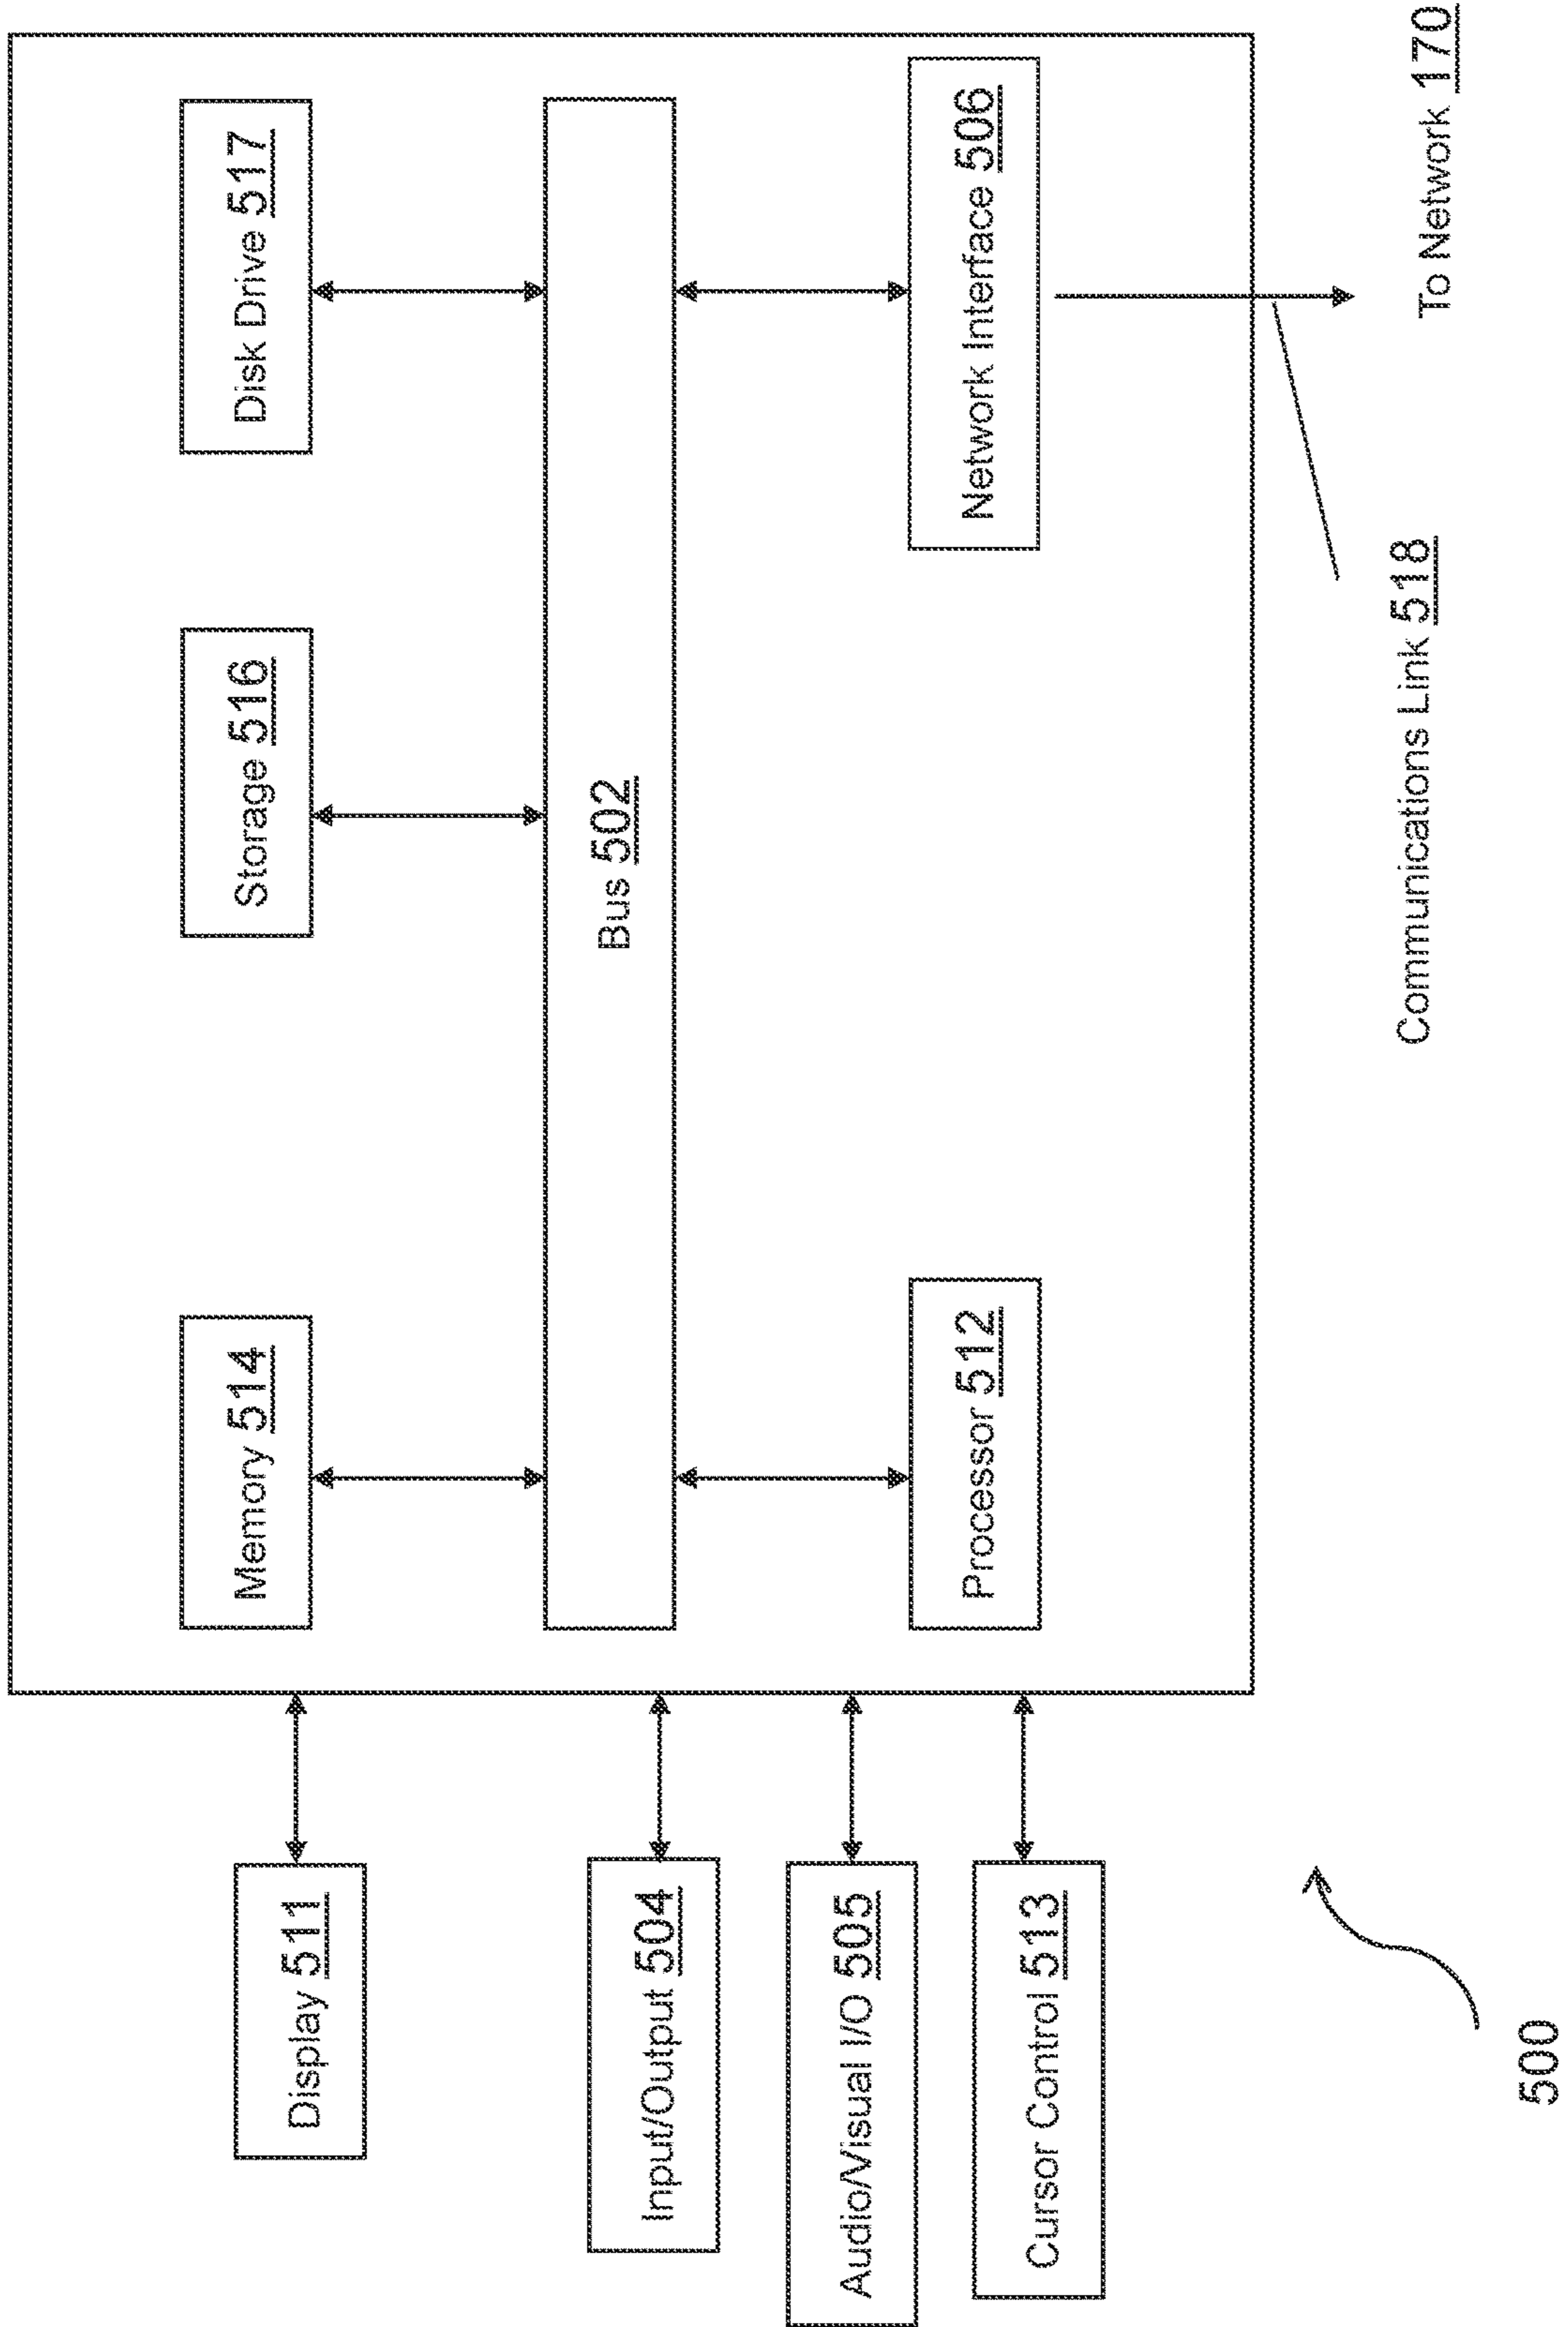 Display 511
Memory 514
Storage 516
Disk Drive 517
Input/Output 504
Bus 502
Audio/Visual I/O 505
Cursor Control 513
Processor 512
Network Interface 506
500
Communications Link 518
To Network 170